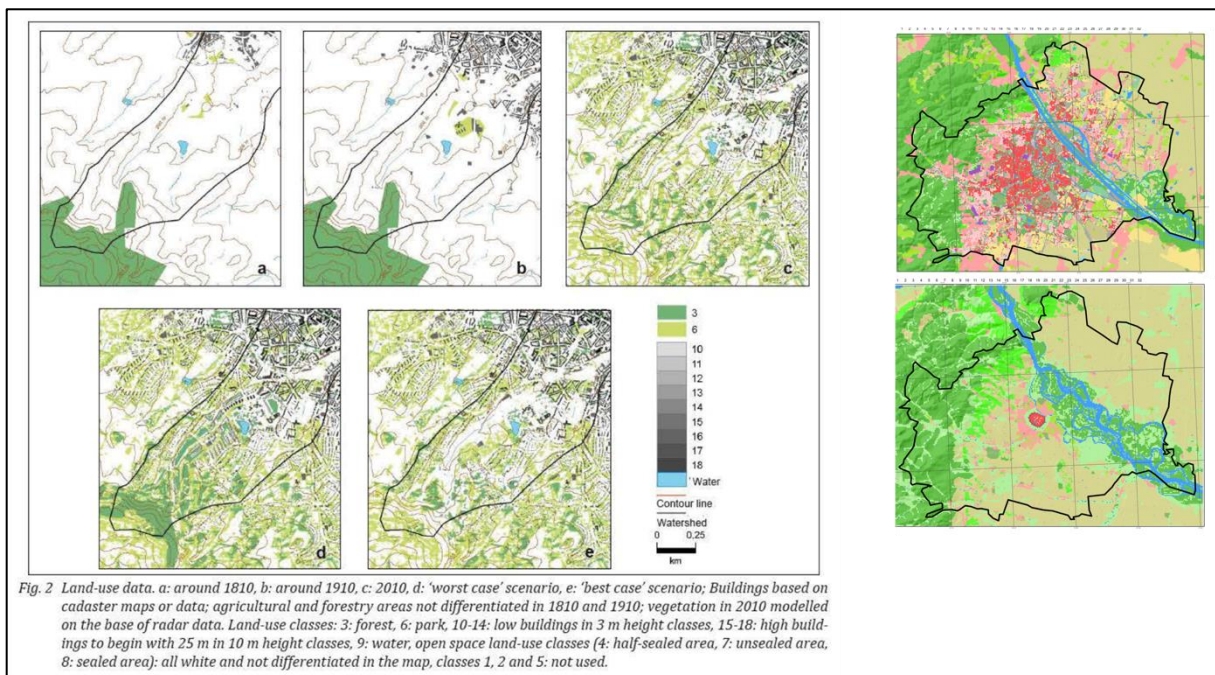 a
b
c
d
e
3
6
10
11
12
13
14
15
16
17
18
Water
Contour line
Watershed
0 0,25
km
Fig. 2 Land-use data. a: around 1810, b: around 1910, c: 2010, d: ‘worst case’ scenario, e: ‘best case’ scenario; Buildings based on
cadaster maps or data; agricultural and forestry areas not differentiated in 1810 and 1910; vegetation in 2010 modelled
on the base of radar data. Land-use classes: 3: forest, 6: park, 10-14: low buildings in 3 m height classes, 15-18: high build-
ings to begin with 25 m in 10 m height classes, 9: water, open space land-use classes (4: half-sealed area, 7: unsealed area,
8: sealed area): all white and not differentiated in the map, classes 1, 2 and 5: not used.